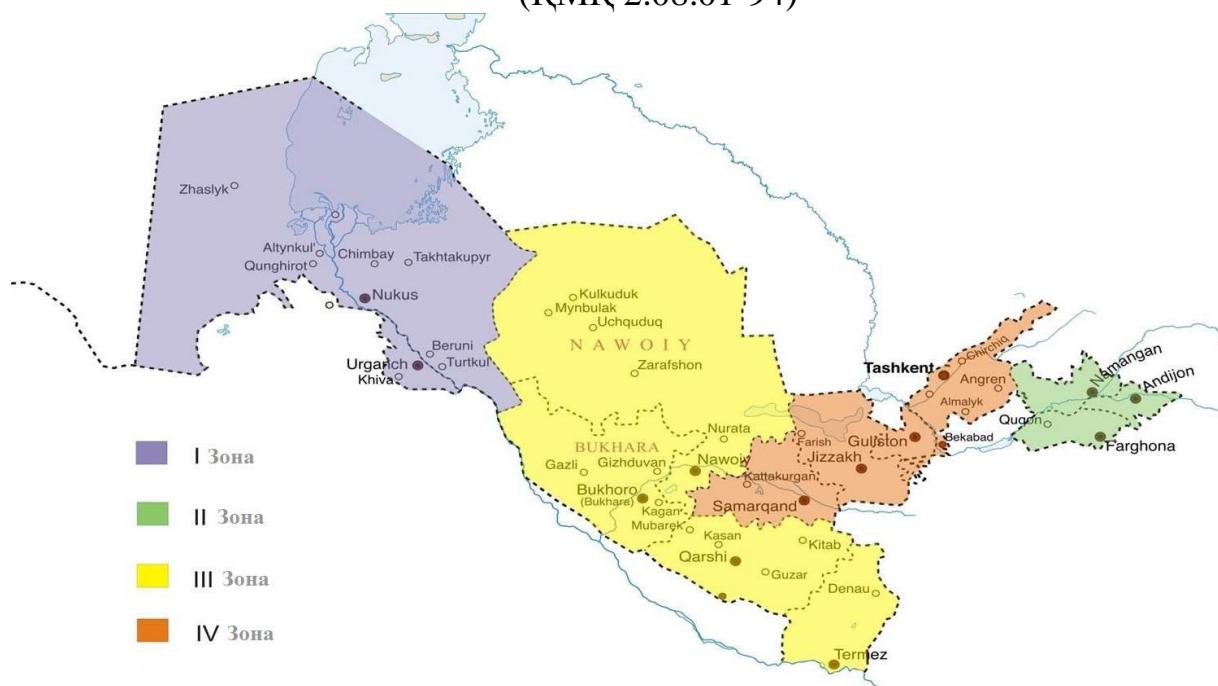 (ҚМҚ 2.08.01-94)
Zhaslyk
Altynkul'
Chimbay
Takhtakupyr
Qunghirot
Nukus
Beruni
Urganch
Turtkul
Khiva
Kulkuduk
Mynbulak
Uchquduq
NAWOIY
Zarafshon
Nurata
BUKHARA
Gazli
Gizhduvan
Nawoiy
Bukhoro
(Bukhara)
Kagan
Mubarek
Kasan
Qarshi
Guzar
Kitab
Denau
Termez
Kattakurgan
Samarqand
Farish
Jizzakh
Guliston
Bekabad
Tashkent
Chirchiq
Angren
Almalyk
Namangan
Andijon
Quqon
Farghona
I Зона
II Зона
III Зона
IV Зона